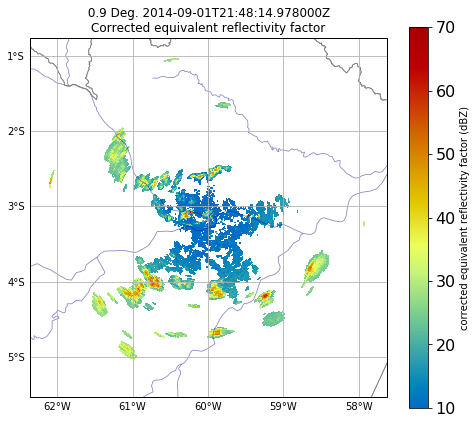 0.9 Deg. 2014-09-01T21:48:14.978000Z
Corrected equivalent reflectivity factor
1°S
2°S
3°S
4°S
5°S
62°W
61°W
60°W
59°W
58°W
70
60
50
40
30
20
10
corrected equivalent reflectivity factor (dBZ)